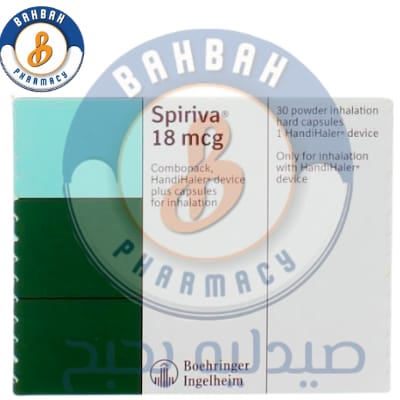 BAHBAH
PHARMACY
BAHBAH
Spiriva®
18 mcg
Combopack,
HandiHaler® device
plus capsules
for inhalation
30 powder inhalation
hard capsules
1 HandiHaler® device
Only for inhalation
with HandiHaler®
device
PHARMACY
صيدلية بحبح
Boehringer
Ingelheim